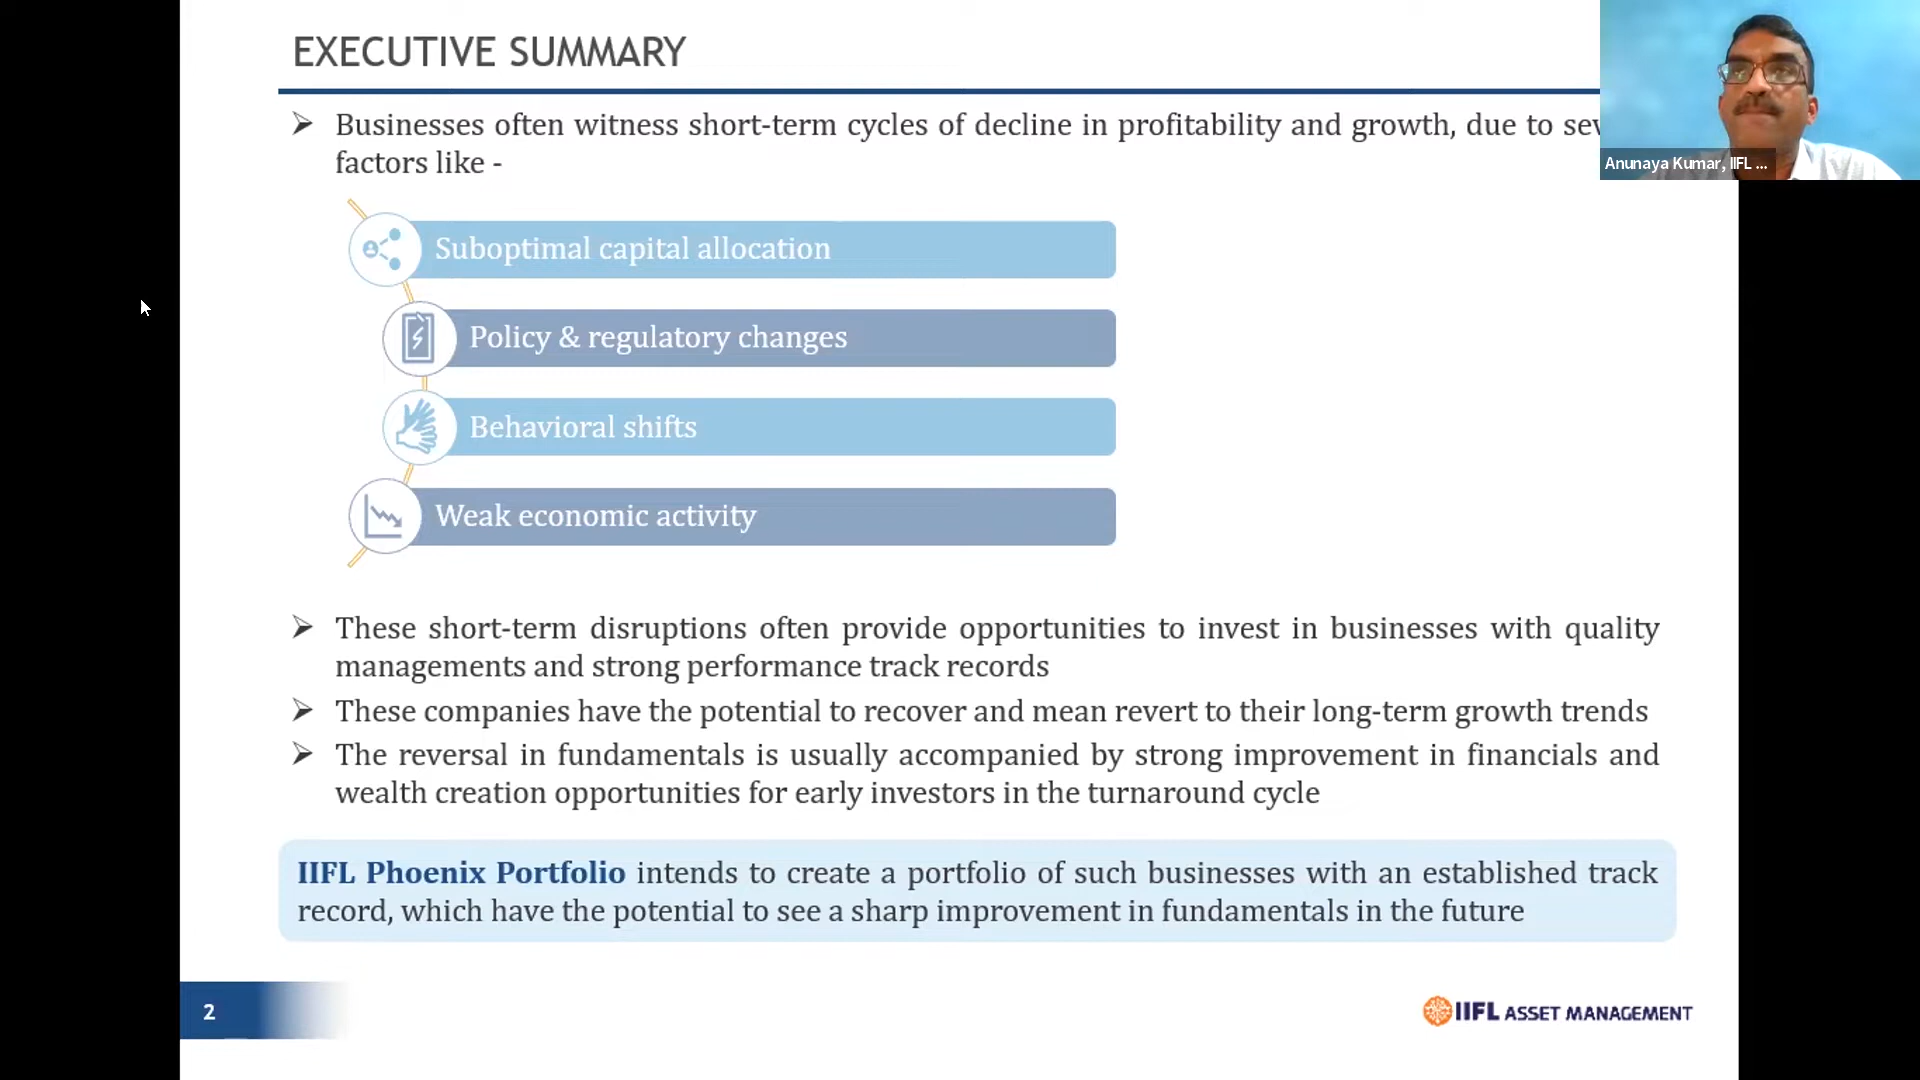 EXECUTIVE SUMMARY
Businesses often witness short-term cycles of decline in profitability and growth, due to
factors like -
Suboptimal capital allocation
Policy & regulatory changes
Behavioral shifts
Weak economic activity
These short-term disruptions often provide opportunities to invest in businesses with quality
managements and strong performance track records
These companies have the potential to recover and mean revert to their long-term growth trends
The reversal in fundamentals is usually accompanied by strong improvement in financials and
wealth creation opportunities for early investors in the turnaround cycle
IIFL Phoenix Portfolio intends to create a portfolio of such businesses with an established track
record, which have the potential to see a sharp improvement in fundamentals in the future
2
IIFL ASSET MANAGEMENT
Anunaya Kumar, IIFL ...